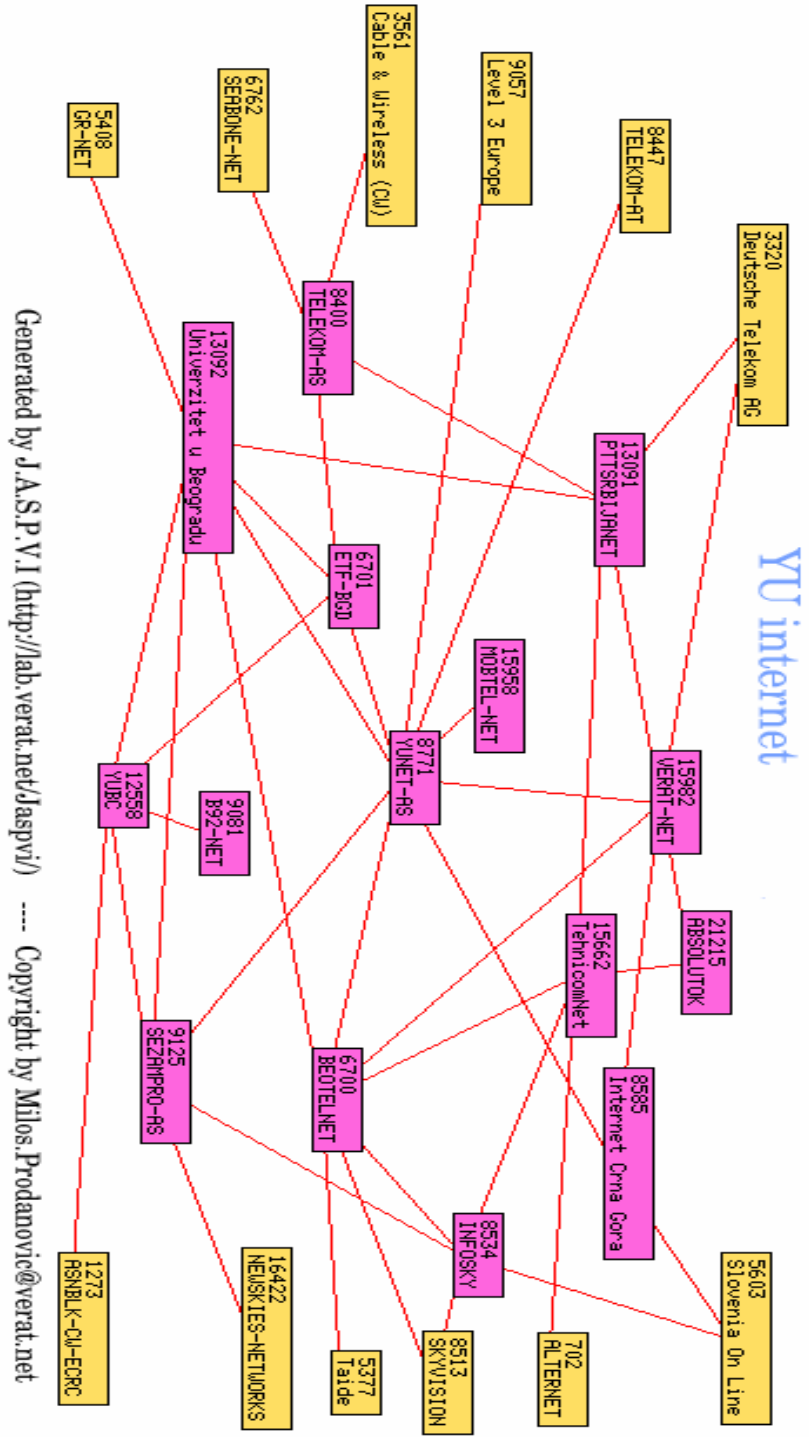 YU internet
3320
Deutsche Telekom AG
8447
TELEKOM-AT
9057
Level 3 Europe
3561
Cable & Wireless (CW)
6762
SEABONE-NET
5408
GR-NET
13091
PTTSRBIJANET
8400
TELEKOM-AS
13092
Univerzitet u Beogradu
6701
ETF-BGD
15958
MOBTEL-NET
15982
VERAT-NET
8771
YUNET-AS
9081
B92-NET
12558
YUBC
21215
ABSOLUTOK
15662
TehnicomNet
8585
Internet Crna Gora
6700
BEOTELNET
9125
SEZAMPRO-AS
8534
INFOSKY
5603
Slovenia On Line
702
ALTERNET
8513
SKYVISION
5377
Taide
16422
NEWSKIES-NETWORKS
1273
ASNBLK-CW-ECRC
Generated by J.A.S.P.V.I (http://lab.verat.net/Jaspvi/) ---- Copyright by Milos.Prodanovic@verat.net